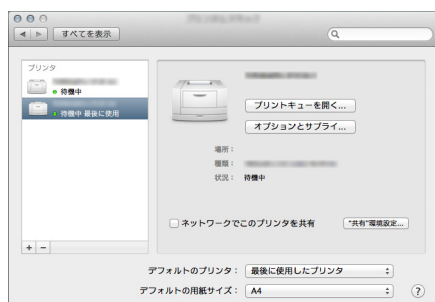 すべてを表示
プリンタ
待機中
待機中 最後に使用
プリントキューを開く...
オプションとサプライ...
場所：
種類：
状況： 待機中
ネットワークでこのプリンタを共有
"共有"環境設定...
+ −
デフォルトのプリンタ： 最後に使用したプリンタ
デフォルトの用紙サイズ： A4
?